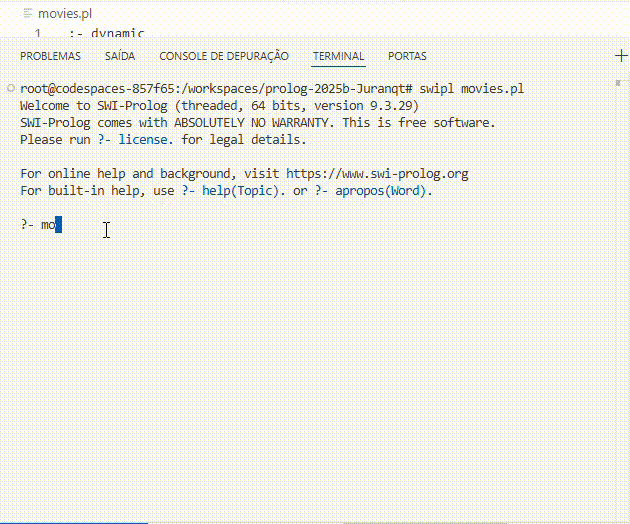 movies.pl
1 :- dynamic
PROBLEMAS SAÍDA CONSOLE DE DEPURAÇÃO TERMINAL PORTAS
root@codespaces-857f65:/workspaces/prolog-2025b-Juranqt# swipl movies.pl
Welcome to SWI-Prolog (threaded, 64 bits, version 9.3.29)
SWI-Prolog comes with ABSOLUTELY NO WARRANTY. This is free software.
Please run ?- license. for legal details.
For online help and background, visit https://www.swi-prolog.org
For built-in help, use ?- help(Topic). or ?- apropos(Word).
?- mo